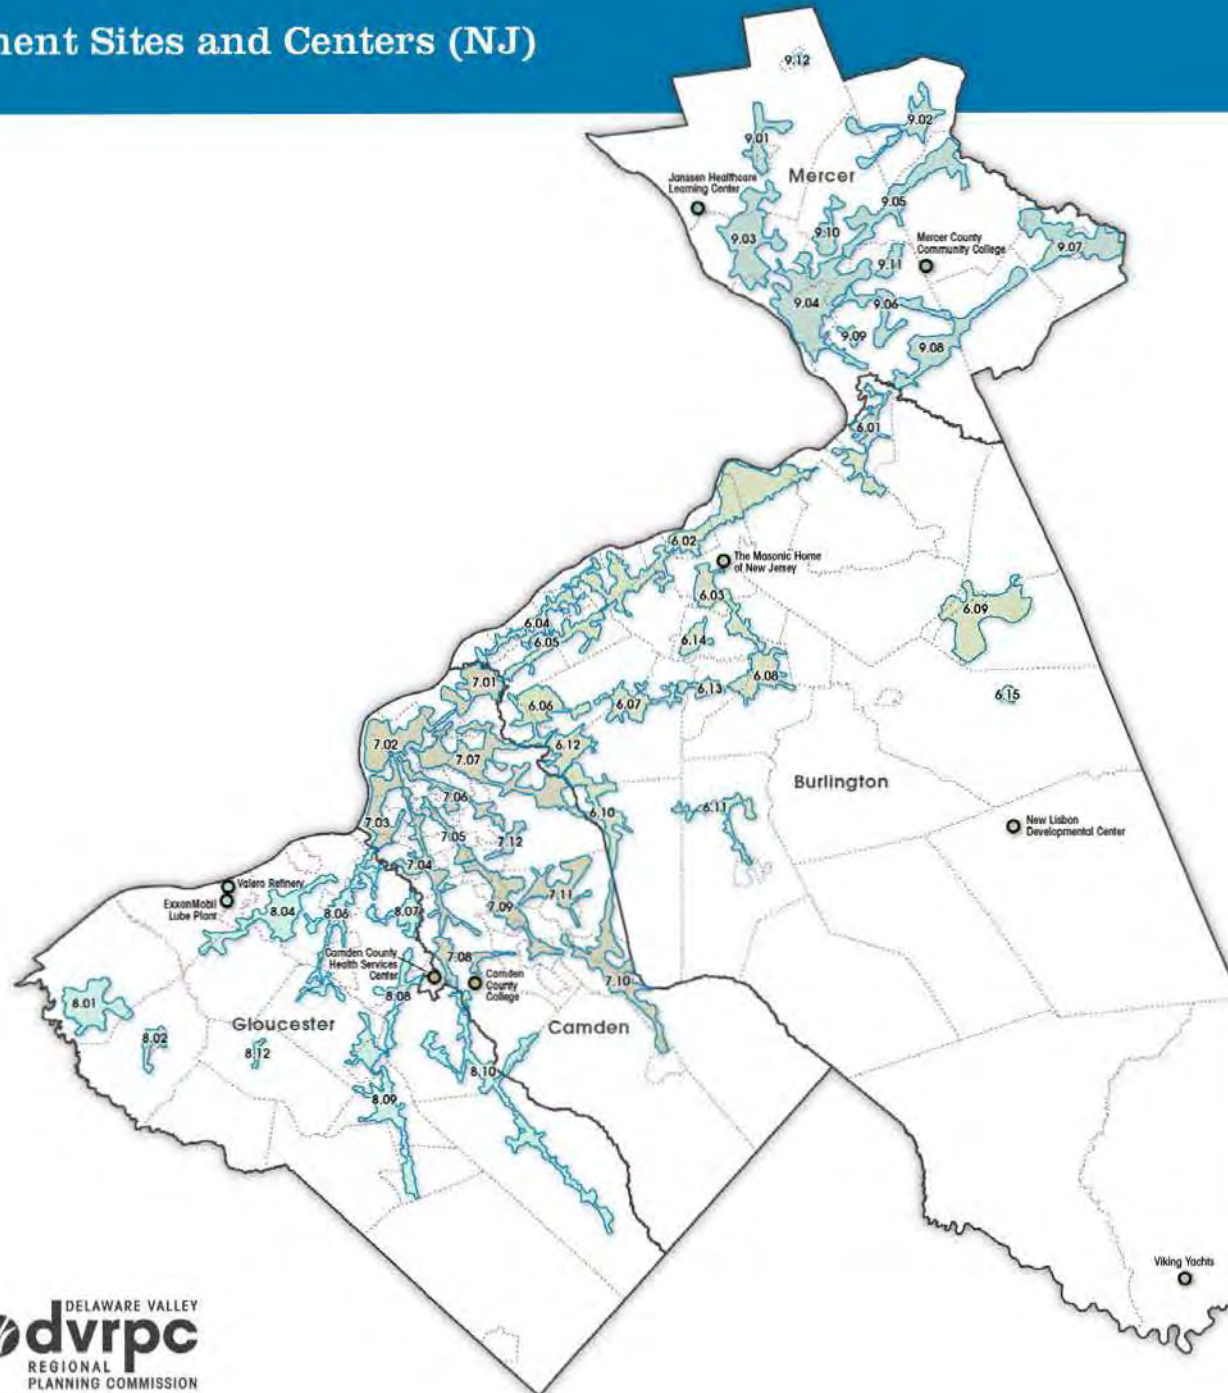 ment Sites and Centers (NJ)
9.12
9.02
9.01
Mercer
Janssen Healthcare
Learning Center
9.05
9.10
9.03
Mercer County
Community College
9.07
9.11
9.04
9.06
9.09
9.08
6.01
6.02
The Masonic Home
of New Jersey
6.03
6.09
6.04
6.05
6.14
6.08
7.01
6.13
6.15
6.06
6.07
7.02
6.12
7.07
Burlington
7.06
6.10
6.11
7.03
7.05
7.12
New Lisbon
Developmental Center
7.04
Valero Refinery
ExxonMobil
Lube Plant
7.11
7.09
8.04
8.06
8.07
Camden County
Health Services
Center
7.08
Camden
County
College
7.10
8.08
8.01
Gloucester
Camden
8.02
8.12
8.10
8.09
Viking Yachts
DELAWARE VALLEY
dvrpc
REGIONAL
PLANNING COMMISSION